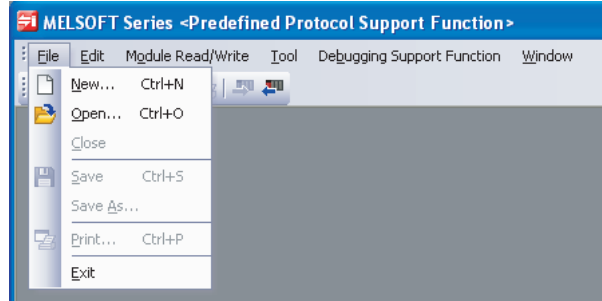 MELSOFT Series <Predefined Protocol Support Function>
File Edit Module Read/Write Tool Debugging Support Function Window
New... Ctrl+N
Open... Ctrl+O
Close
Save Ctrl+S
Save As...
Print... Ctrl+P
Exit